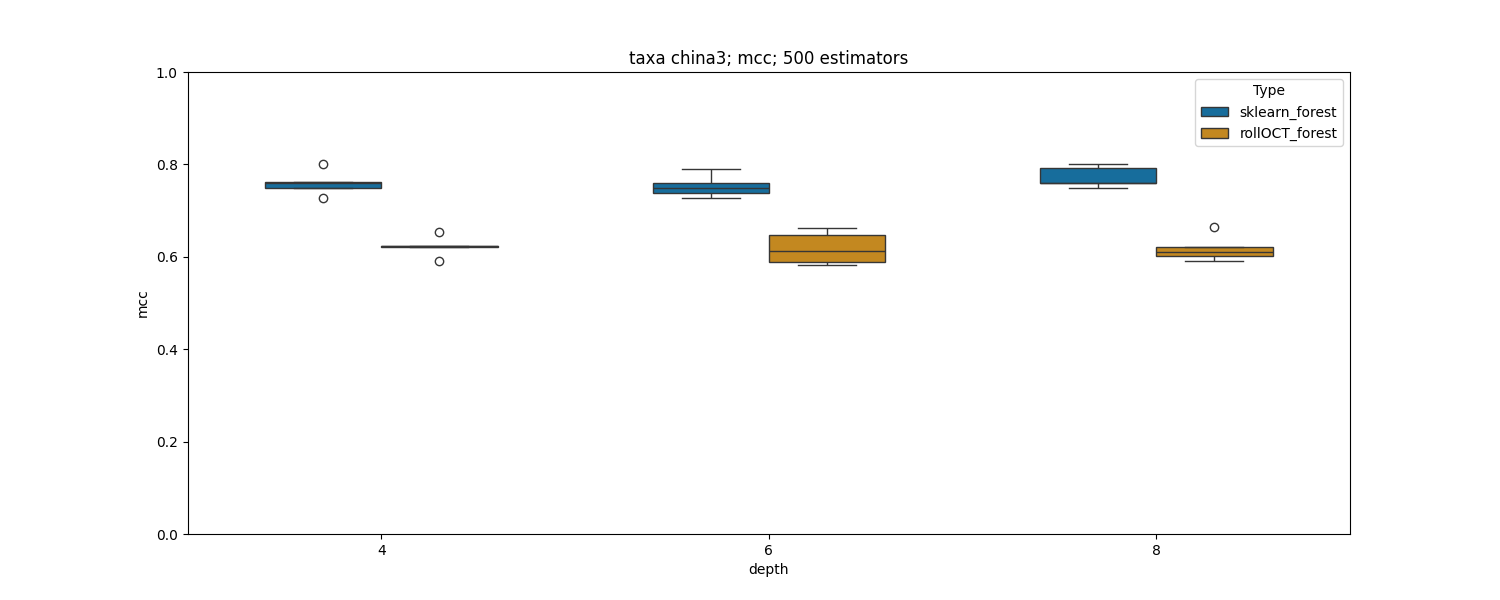 taxa china3; mcc; 500 estimators
1.0
0.8
0.6
0.4
0.2
0.0
mcc
4
6
8
depth
Type
sklearn_forest
rollOCT_forest